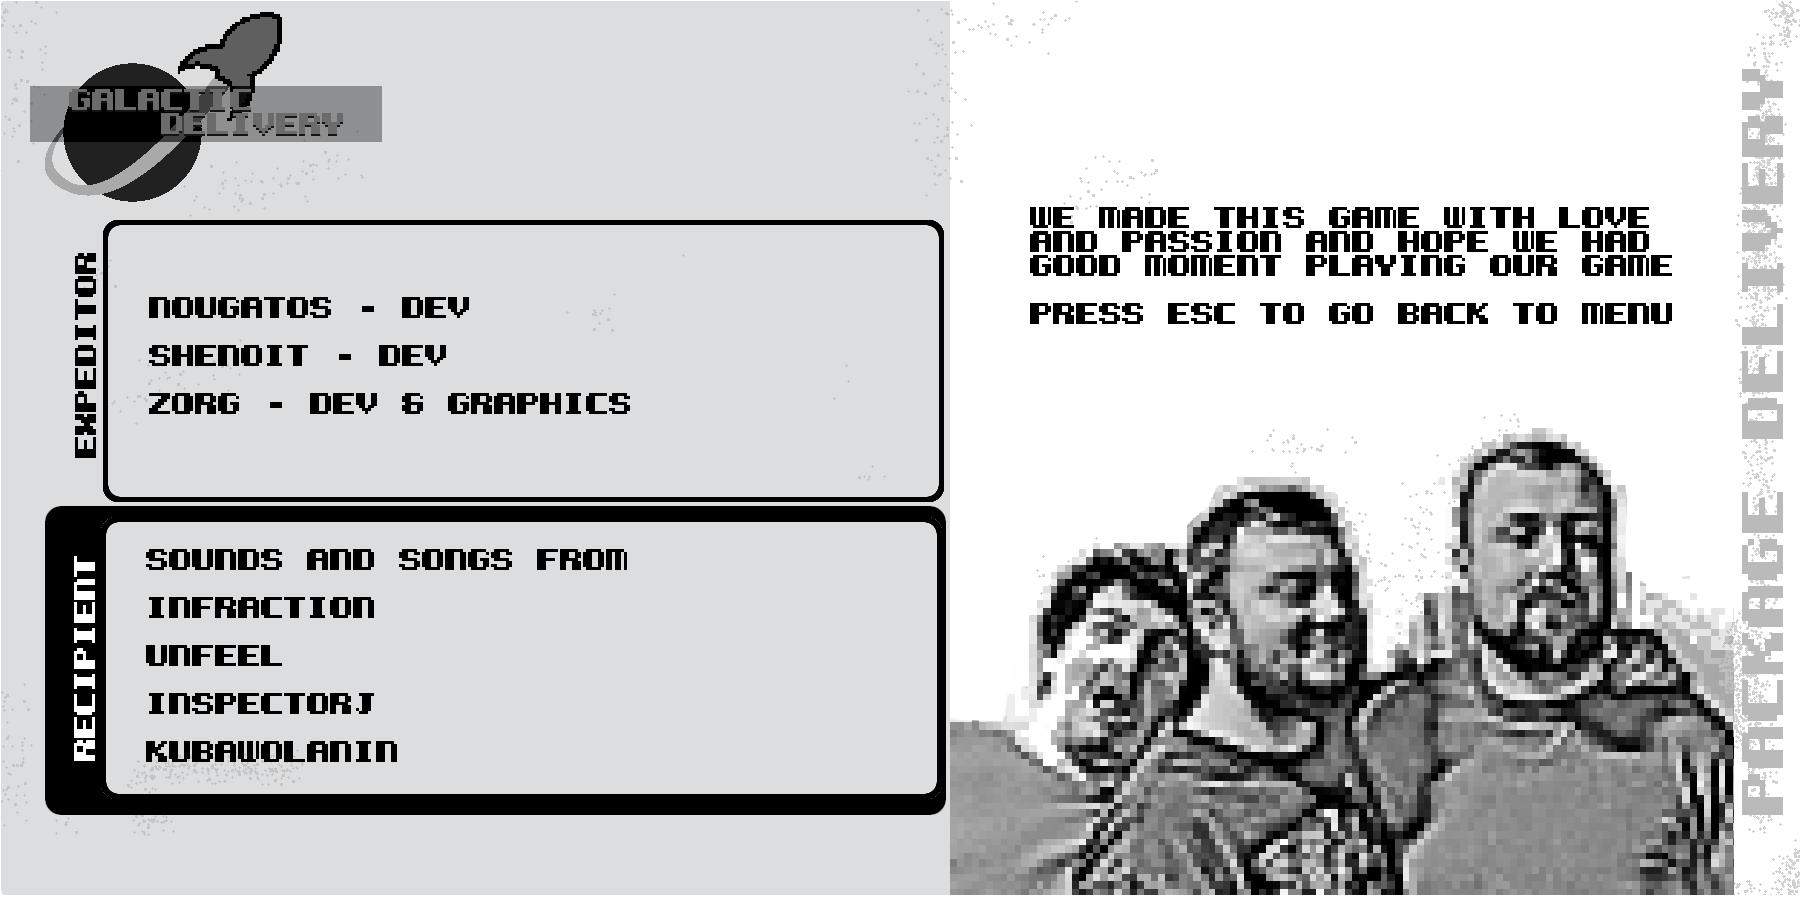 GALACTIC
DELIVERY
EXPEDITOR
NOUGATOS - DEV
SHENOIT - DEV
ZORG - DEV & GRAPHICS
RECIPIENT
SOUNDS AND SONGS FROM
INFRACTION
UNFEEL
INSPECTORJ
KUBAWOLANIN
WE MADE THIS GAME WITH LOVE
AND PASSION AND HOPE WE HAD
GOOD MOMENT PLAYING OUR GAME
PRESS ESC TO GO BACK TO MENU
PACKAGE DELIVERY